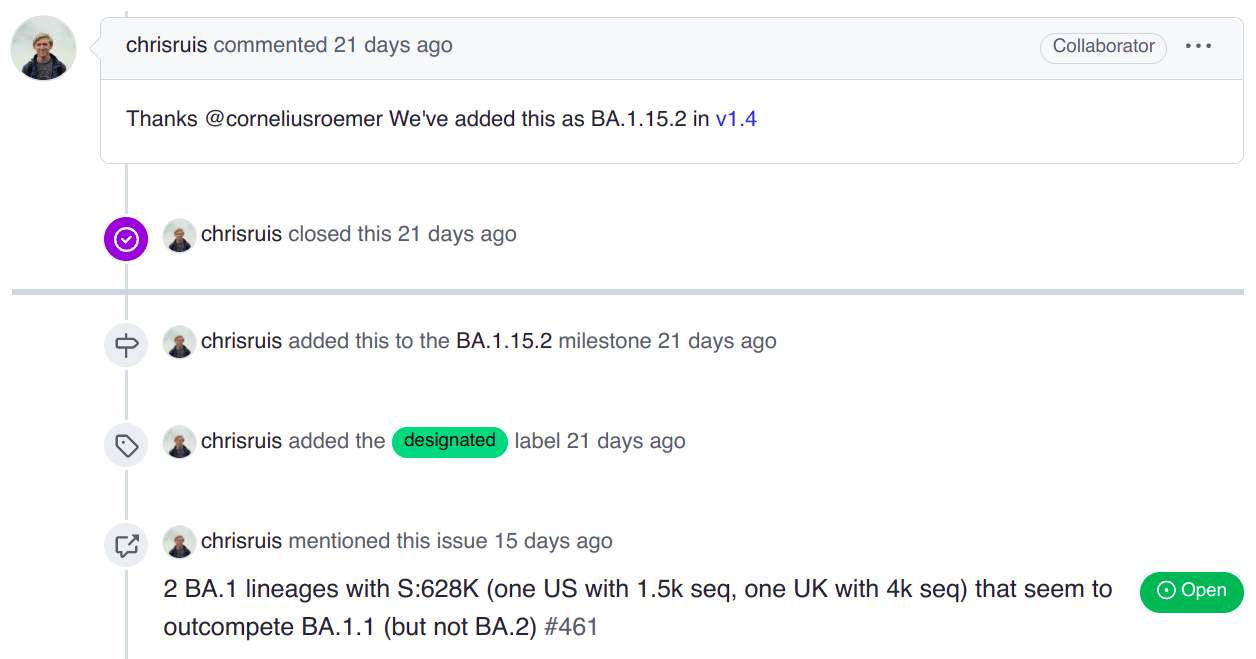 chrisruis commented 21 days ago
Collaborator
Thanks @corneliusroemer We've added this as BA.1.15.2 in v1.4
chrisruis closed this 21 days ago
chrisruis added this to the BA.1.15.2 milestone 21 days ago
chrisruis added the designated label 21 days ago
chrisruis mentioned this issue 15 days ago
2 BA.1 lineages with S:628K (one US with 1.5k seq, one UK with 4k seq) that seem to
outcompete BA.1.1 (but not BA.2) #461
Open